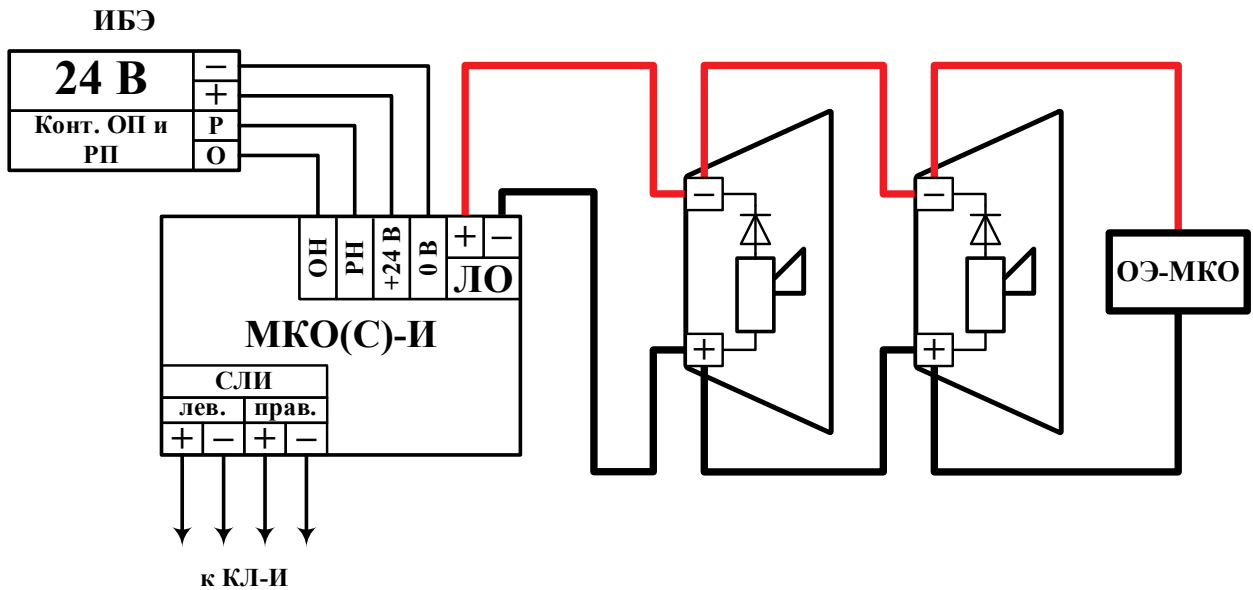 ИБЭ
24 В
−
+
Конт. ОП и
РП
Р
О
ОН
РН
+24 В
0 В
+ −
ЛО
МКО(С)-И
СЛИ
лев. прав.
+ − + −
к КЛ-И
−
+
−
+
ОЭ-МКО